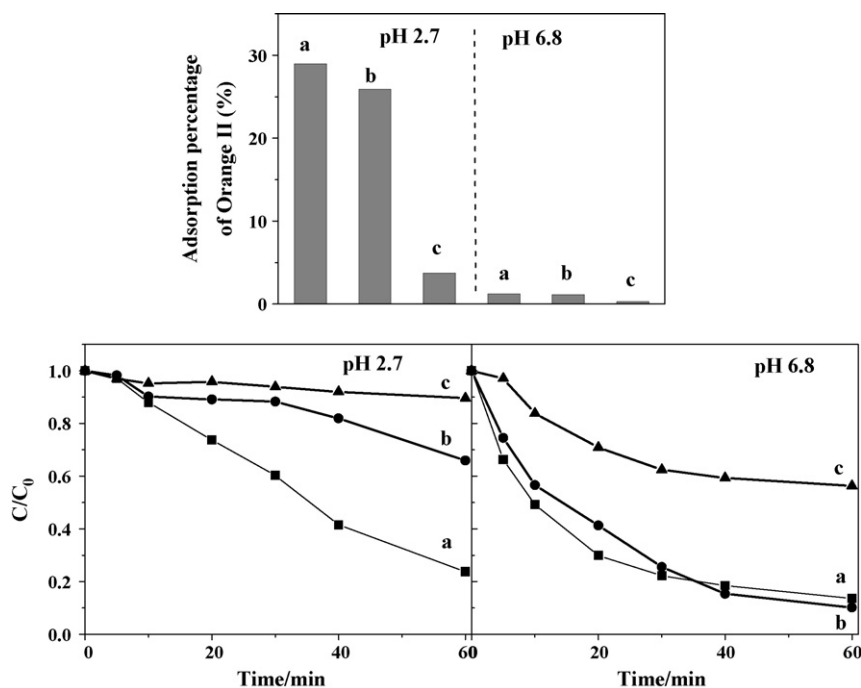 pH 2.7
pH 6.8
Adsorption percentage
of Orange II (%)
30
20
10
0
a
b
c
a
b
c
pH 2.7
pH 6.8
C/C0
1.0
0.8
0.6
0.4
0.2
0.0
c
b
a
c
a
b
0
20
40
60
0
20
40
60
Time/min
Time/min